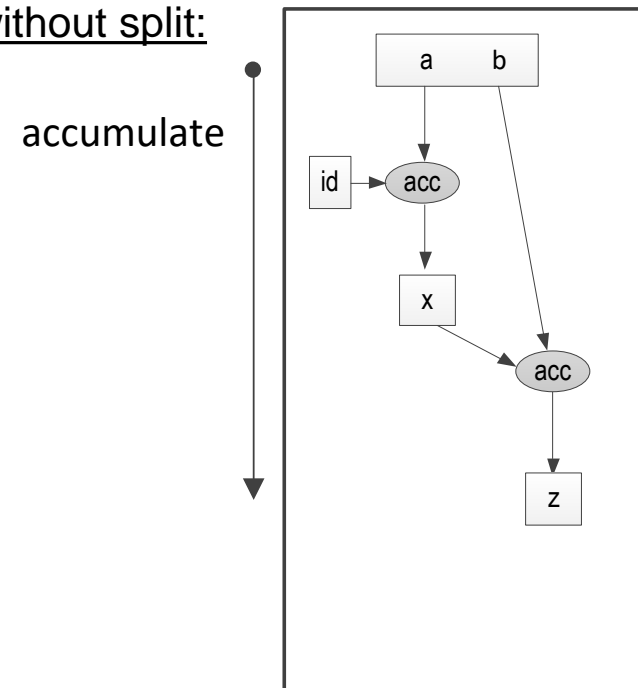 without split:
a b
accumulate
id acc
x
acc
z